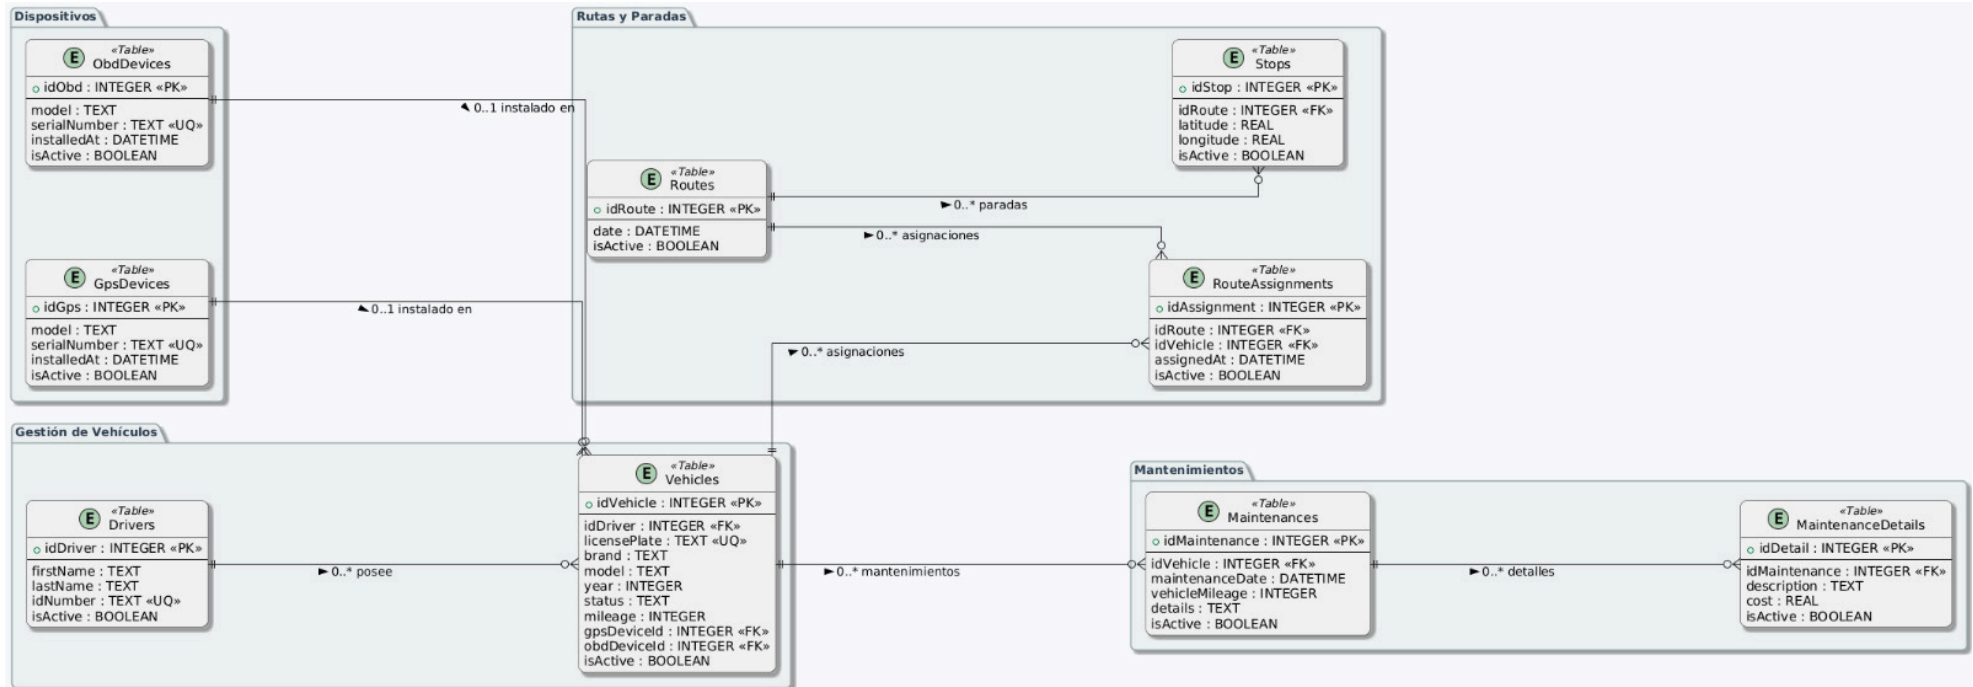 Dispositivos
«Table»
E ObdDevices
idObd : INTEGER «PK»
model : TEXT
serialNumber : TEXT «UQ»
installedAt : DATETIME
isActive : BOOLEAN
0..1 instalado en
«Table»
E GpsDevices
idGps : INTEGER «PK»
model : TEXT
serialNumber : TEXT «UQ»
installedAt : DATETIME
isActive : BOOLEAN
0..1 instalado en
Rutas y Paradas
«Table»
E Stops
idStop : INTEGER «PK»
idRoute : INTEGER «FK»
latitude : REAL
longitude : REAL
isActive : BOOLEAN
«Table»
E Routes
idRoute : INTEGER «PK»
date : DATETIME
isActive : BOOLEAN
0..* paradas
0..* asignaciones
«Table»
E RouteAssignments
idAssignment : INTEGER «PK»
idRoute : INTEGER «FK»
idVehicle : INTEGER «FK»
assignedAt : DATETIME
isActive : BOOLEAN
0..* asignaciones
Gestión de Vehículos
«Table»
E Drivers
idDriver : INTEGER «PK»
firstName : TEXT
lastName : TEXT
idNumber : TEXT «UQ»
isActive : BOOLEAN
0..* posee
«Table»
E Vehicles
idVehicle : INTEGER «PK»
idDriver : INTEGER «FK»
licensePlate : TEXT «UQ»
brand : TEXT
model : TEXT
year : INTEGER
status : TEXT
mileage : INTEGER
gpsDeviceId : INTEGER «FK»
obdDeviceId : INTEGER «FK»
isActive : BOOLEAN
0..* mantenimientos
Mantenimientos
«Table»
E Maintenances
idMaintenance : INTEGER «PK»
idVehicle : INTEGER «FK»
maintenanceDate : DATETIME
vehicleMileage : INTEGER
details : TEXT
isActive : BOOLEAN
0..* detalles
«Table»
E MaintenanceDetails
idDetail : INTEGER «PK»
idMaintenance : INTEGER «FK»
description : TEXT
cost : REAL
isActive : BOOLEAN